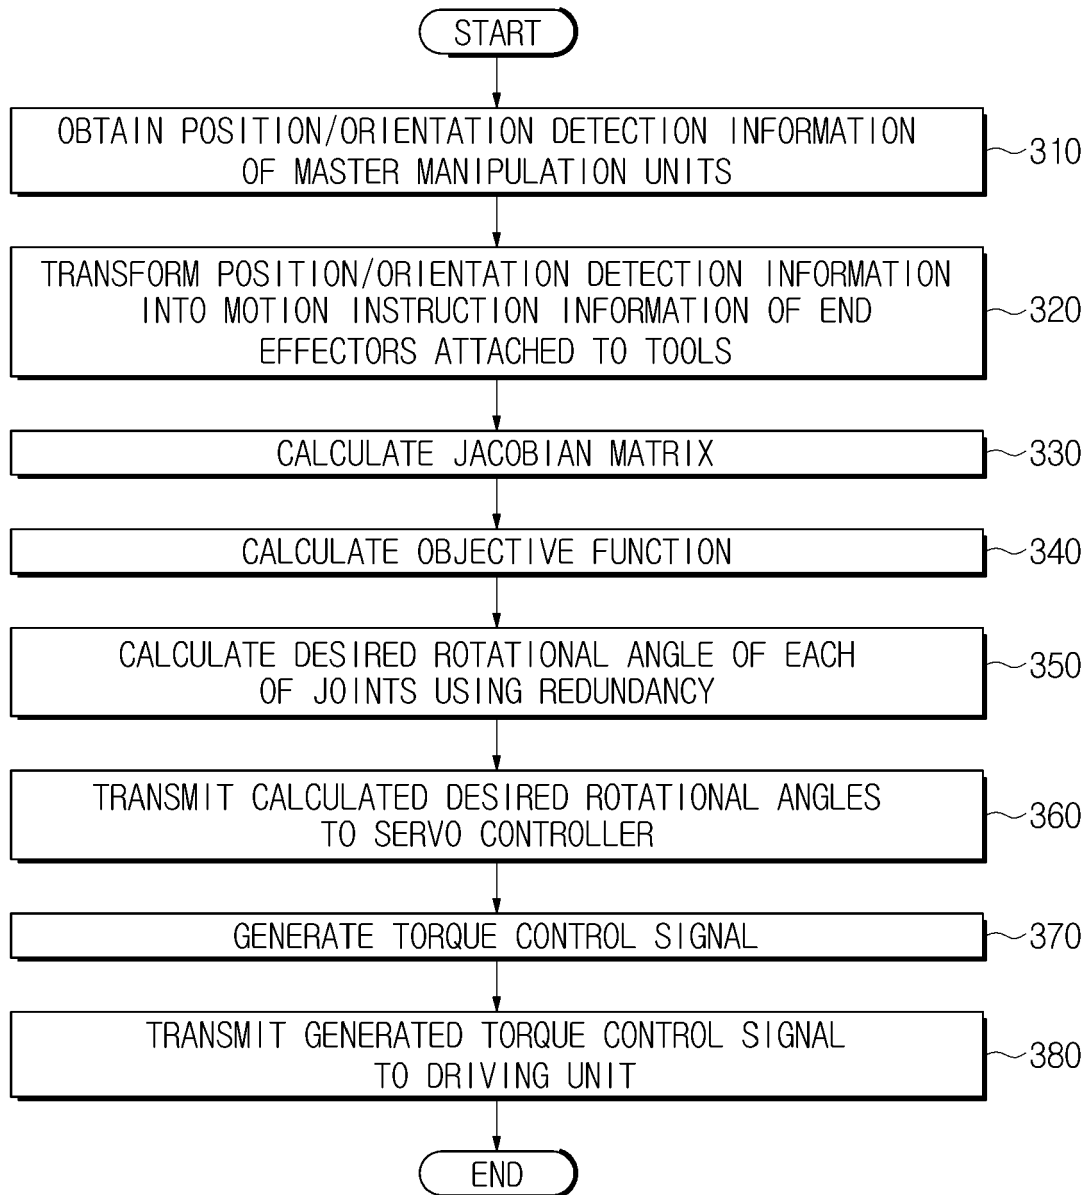 START
OBTAIN POSITION/ORIENTATION DETECTION INFORMATION
OF MASTER MANIPULATION UNITS
310
TRANSFORM POSITION/ORIENTATION DETECTION INFORMATION
INTO MOTION INSTRUCTION INFORMATION OF END
EFFECTORS ATTACHED TO TOOLS
320
CALCULATE JACOBIAN MATRIX
330
CALCULATE OBJECTIVE FUNCTION
340
CALCULATE DESIRED ROTATIONAL ANGLE OF EACH
OF JOINTS USING REDUNDANCY
350
TRANSMIT CALCULATED DESIRED ROTATIONAL ANGLES
TO SERVO CONTROLLER
360
GENERATE TORQUE CONTROL SIGNAL
370
TRANSMIT GENERATED TORQUE CONTROL SIGNAL
TO DRIVING UNIT
380
END